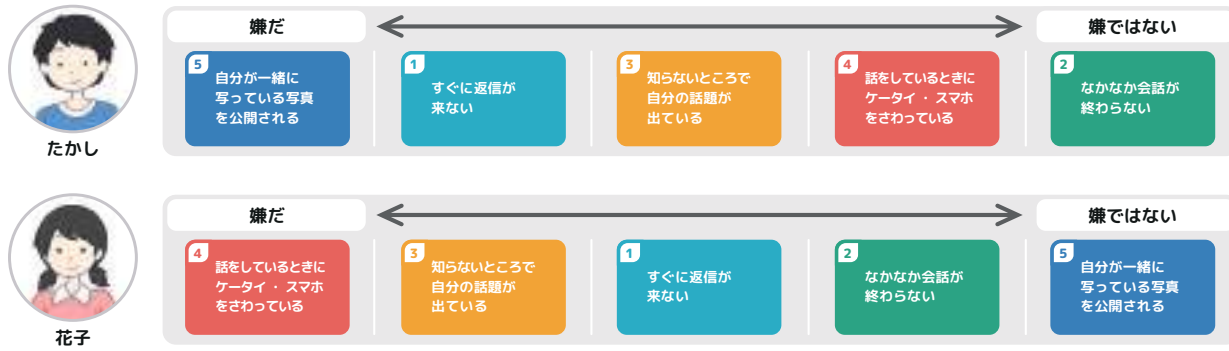 嫌だ
嫌ではない
5
自分が一緒に
写っている写真
を公開される
1
すぐに返信が
来ない
3
知らないところで
自分の話題が
出ている
4
話をしているときに
ケータイ・スマホ
をさわっている
2
なかなか会話が
終わらない
たかし
嫌だ
嫌ではない
4
話をしているときに
ケータイ・スマホ
をさわっている
3
知らないところで
自分の話題が
出ている
1
すぐに返信が
来ない
2
なかなか会話が
終わらない
5
自分が一緒に
写っている写真
を公開される
花子